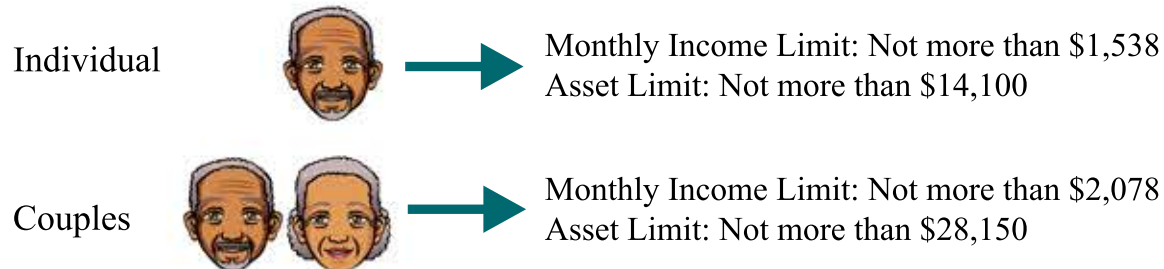 Individual
Monthly Income Limit: Not more than $1,538
Asset Limit: Not more than $14,100
Couples
Monthly Income Limit: Not more than $2,078
Asset Limit: Not more than $28,150